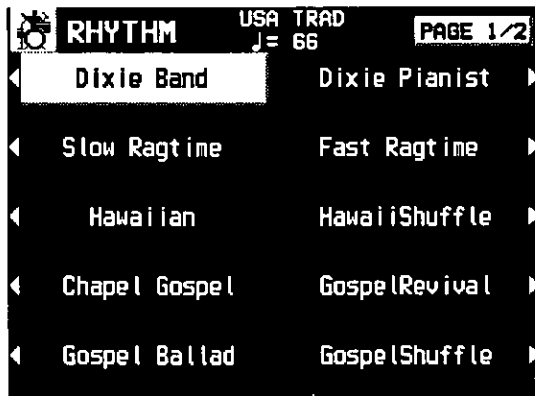 RHYTHM USA TRAD PAGE 1/2
♩= 66
Dixie Band Dixie Pianist
Slow Ragtime Fast Ragtime
Hawaiian HawaiiShuffle
Chapel Gospel GospelRevival
Gospel Ballad GospelShuffle